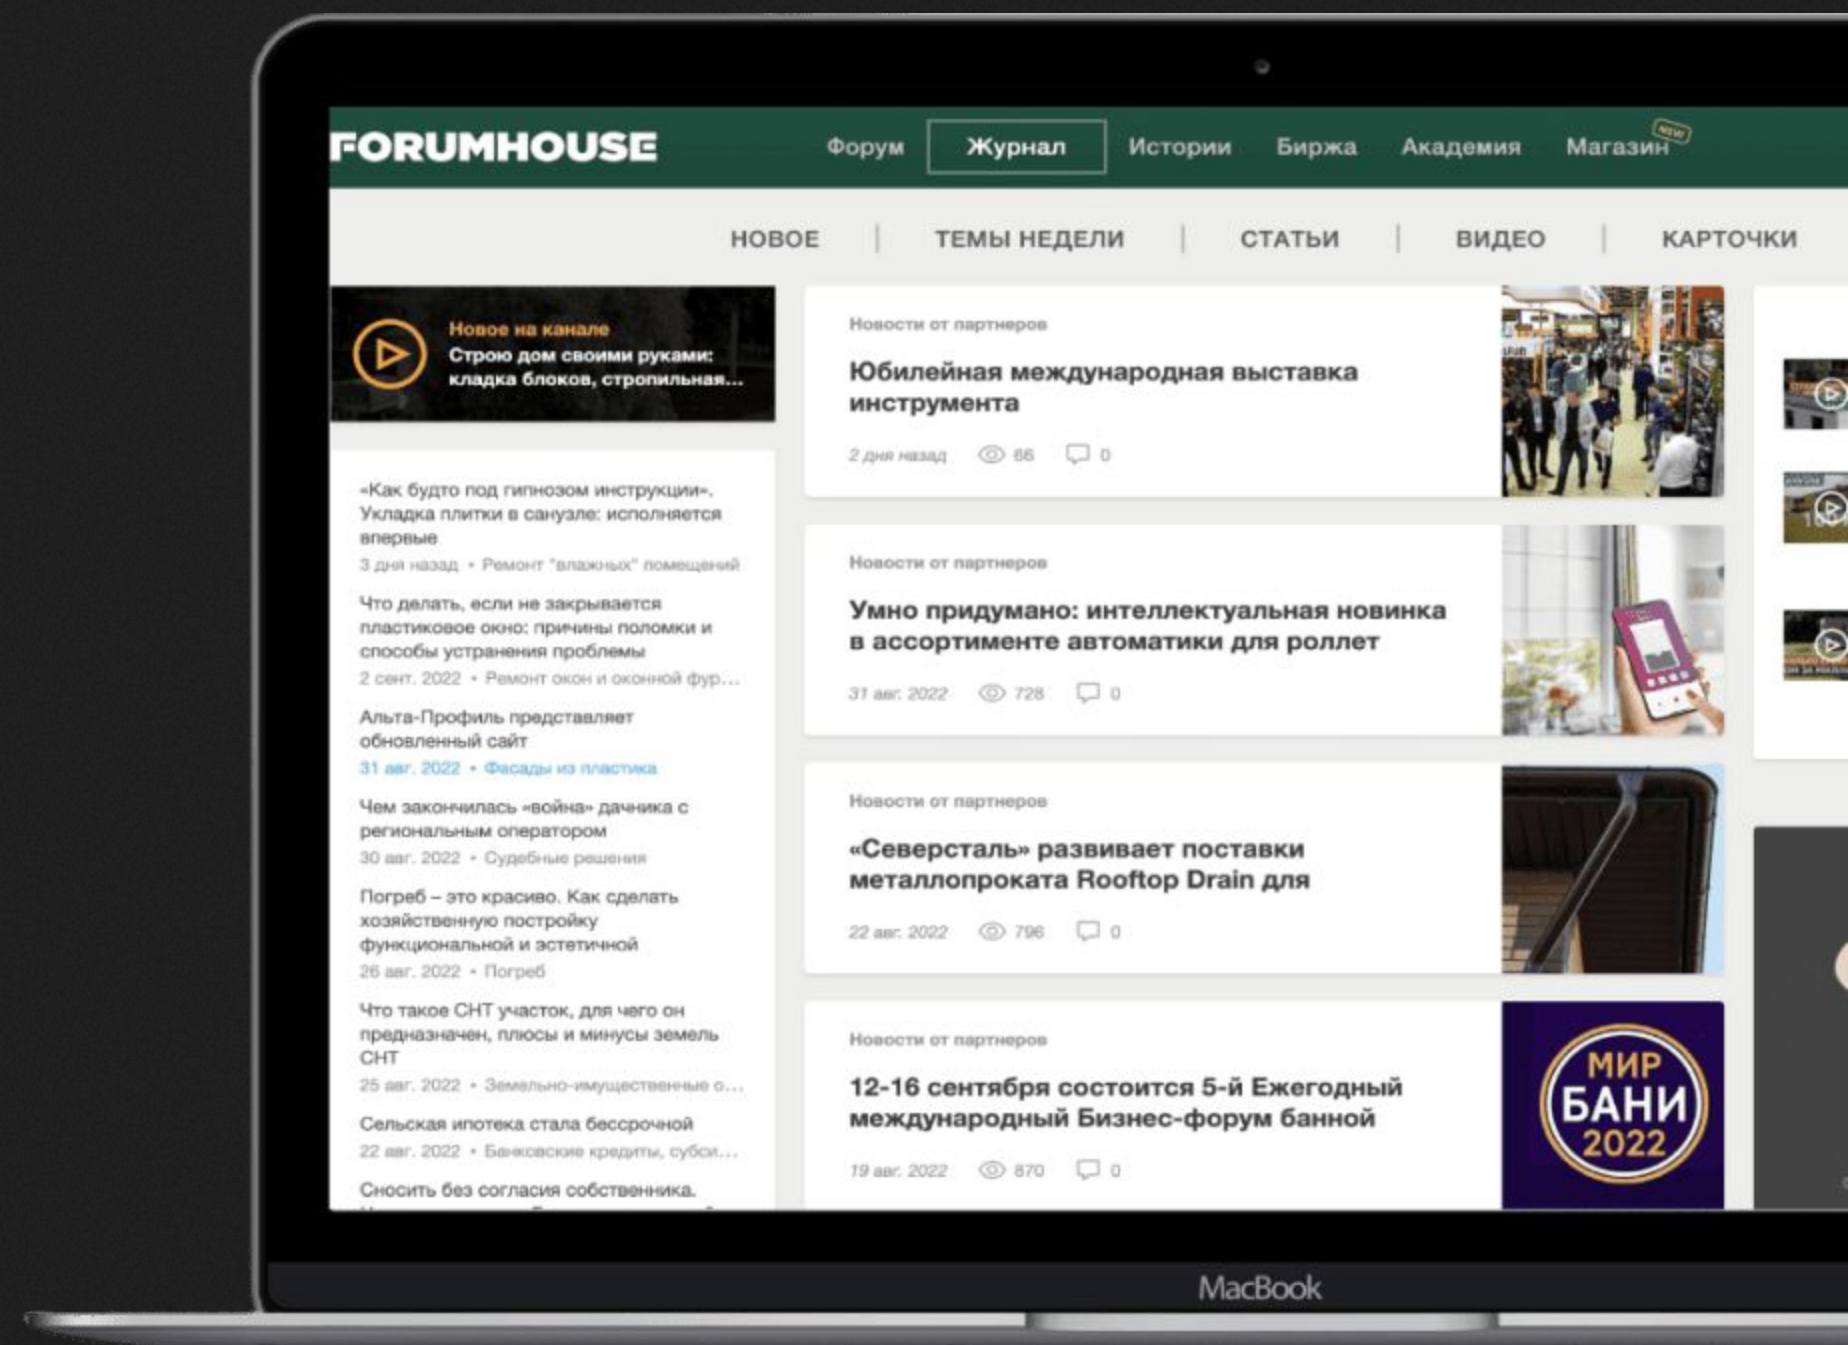 FORUMHOUSE
Форум
Журнал
Истории
Биржа
Академия
Магазин
NEW
НОВОЕ
ТЕМЫ НЕДЕЛИ
СТАТЬИ
ВИДЕО
КАРТОЧКИ
Новое на канале
Строю дом своими руками:
кладка блоков, стропильная...
«Как будто под гипнозом инструкции».
Укладка плитки в санузле: исполняется
впервые
3 дня назад • Ремонт "влажных" помещений
Что делать, если не закрывается
пластиковое окно: причины поломки и
способы устранения проблемы
2 сент. 2022 • Ремонт окон и оконной фур...
Альта-Профиль представляет
обновленный сайт
31 авг. 2022 • Фасады из пластика
Чем закончилась «война» дачника с
региональным оператором
30 авг. 2022 • Судебные решения
Погреб – это красиво. Как сделать
хозяйственную постройку
функциональной и эстетичной
26 авг. 2022 • Погреб
Что такое СНТ участок, для чего он
предназначен, плюсы и минусы земель
СНТ
25 авг. 2022 • Земельно-имущественные о...
Сельская ипотека стала бессрочной
22 авг. 2022 • Банковские кредиты, субси...
Сносить без согласия собственника.
Новости от партнеров
Юбилейная международная выставка
инструмента
2 дня назад 66 0
Новости от партнеров
Умно придумано: интеллектуальная новинка
в ассортименте автоматики для роллет
31 авг. 2022 728 0
Новости от партнеров
«Северсталь» развивает поставки
металлопроката Rooftop Drain для
22 авг. 2022 796 0
Новости от партнеров
12-16 сентября состоится 5-й Ежегодный
международный Бизнес-форум банной
19 авг. 2022 870 0
МИР
БАНИ
2022
MacBook